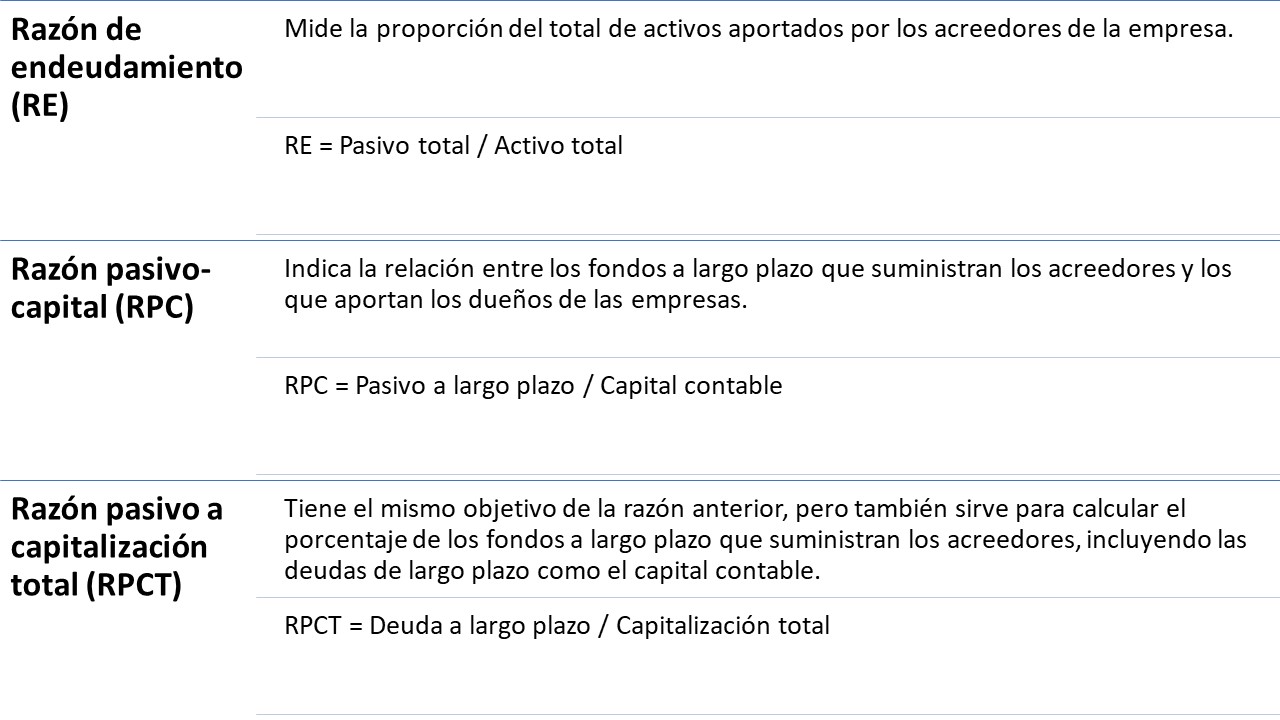 Razón de
endeudamiento
(RE)
Mide la proporción del total de activos aportados por los acreedores de la empresa.
RE = Pasivo total / Activo total
Razón pasivo-
capital (RPC)
Indica la relación entre los fondos a largo plazo que suministran los acreedores y los
que aportan los dueños de las empresas.
RPC = Pasivo a largo plazo / Capital contable
Razón pasivo a
capitalización
total (RPCT)
Tiene el mismo objetivo de la razón anterior, pero también sirve para calcular el
porcentaje de los fondos a largo plazo que suministran los acreedores, incluyendo las
deudas de largo plazo como el capital contable.
RPCT = Deuda a largo plazo / Capitalización total